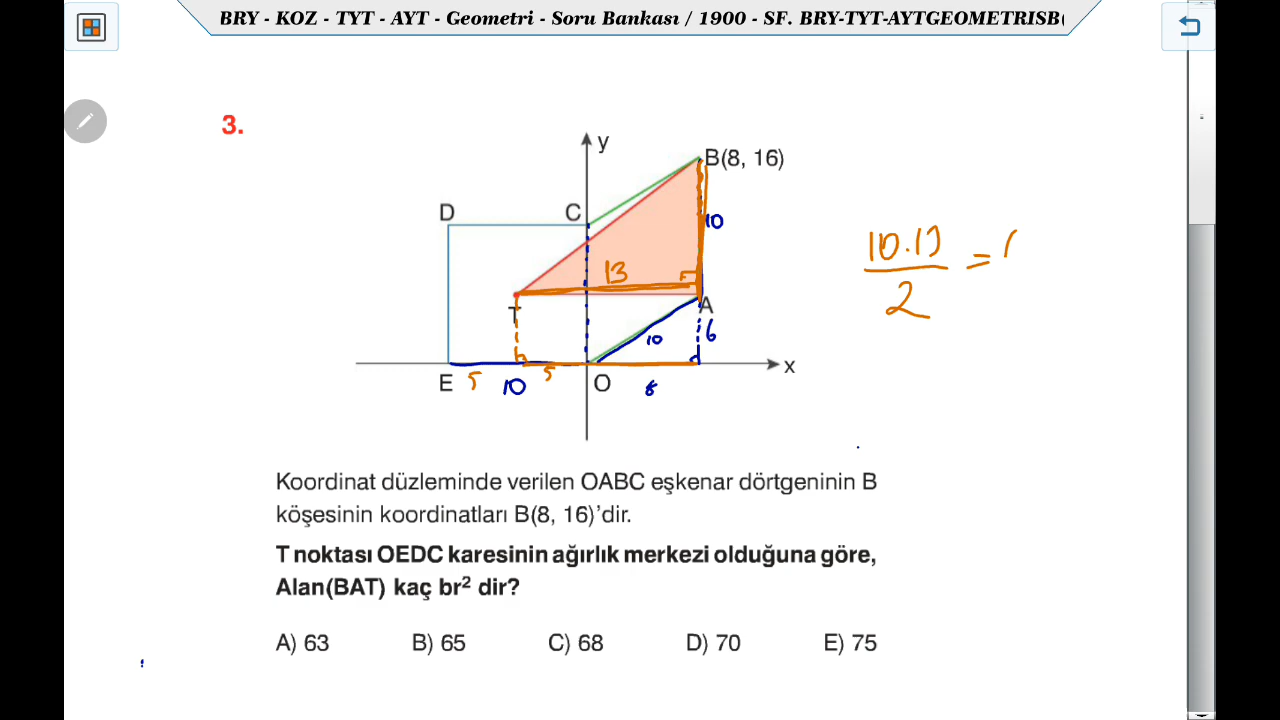 BRY - KOZ - TYT - AYT - Geometri - Soru Bankası / 1900 - SF. BRY-TYT-AYTGEOMETRISB(
3.
y
B(8, 16)
D
C
10
10.13
2
=
13
T
A
10
6
x
E
5
10
5
O
8
Koordinat düzleminde verilen OABC eşkenar dörtgeninin B
köşesinin koordinatları B(8, 16)'dir.
T noktası OEDC karesinin ağırlık merkezi olduğuna göre,
Alan(BAT) kaç br² dir?
A) 63 B) 65 C) 68 D) 70 E) 75